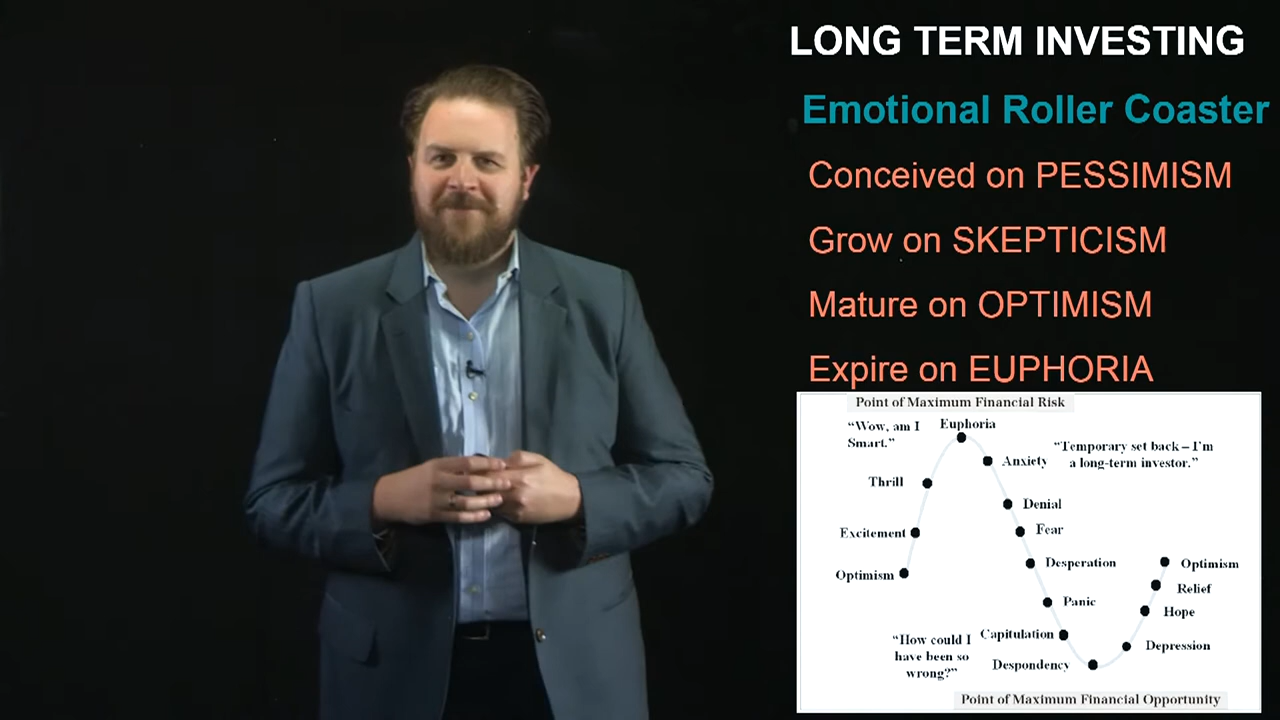 LONG TERM INVESTING
Emotional Roller Coaster
Conceived on PESSIMISM
Grow on SKEPTICISM
Mature on OPTIMISM
Expire on EUPHORIA
Point of Maximum Financial Risk
“Wow, am I
Smart.”
Euphoria
“Temporary set back – I’m
a long-term investor.”
Anxiety
Thrill
Denial
Fear
Excitement
Desperation
Optimism
Optimism
Relief
Panic
Hope
Capitulation
“How could I
have been so
wrong?”
Depression
Despondency
Point of Maximum Financial Opportunity